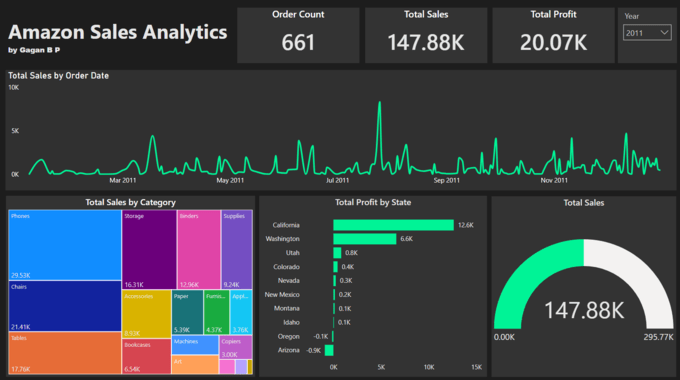 Amazon Sales Analytics
by Gagan B P
Order Count
661
Total Sales
147.88K
Total Profit
20.07K
Year
2011
Total Sales by Order Date
10K
5K
0K
Mar 2011
May 2011
Jul 2011
Sep 2011
Nov 2011
Total Sales by Category
Phones
29.53K
Chairs
21.41K
Tables
17.76K
Storage
16.31K
Binders
12.96K
Supplies
9.24K
Accessories
Bookcases
6.54K
Paper
5.39K
Furnis...
4.37K
Appl...
3.76K
Machines
Art
Copiers
3.00K
Total Profit by State
California
12.6K
Washington
6.6K
Utah
0.8K
Colorado
0.4K
Nevada
0.3K
New Mexico
0.2K
Montana
0.1K
Idaho
0.1K
Oregon
-0.1K
Arizona
-0.9K
0K
5K
10K
15K
Total Sales
147.88K
0.00K
295.77K